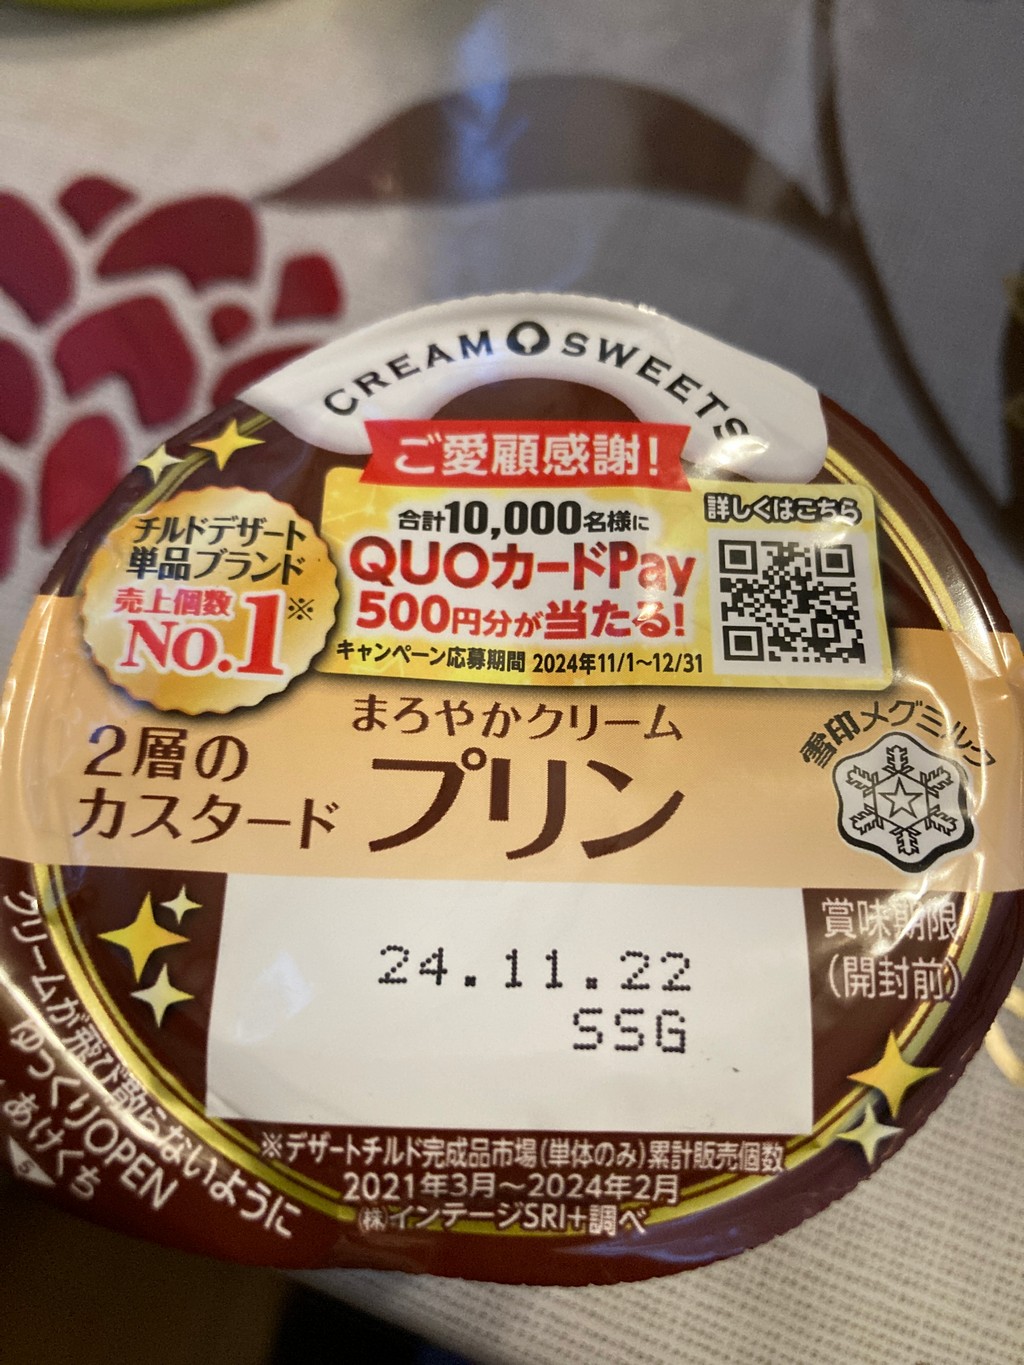 CREAM SWEETS
ご愛顧感謝!
合計10,000名様に
QUOカードPay
500円分が当たる!
キャンペーン応募期間 2024年11/1~12/31
詳しくはこちら
チルドデザート
単品ブランド
売上個数
No.1※
2層の
カスタード
まろやかクリーム
プリン
雪印メグミルク
24.11.22
SSG
賞味期限
(開封前)
クリームが飛び散らないように
ゆっくりOPEN
あけくち
※デザートチルド完成品市場(単体のみ)累計販売個数
2021年3月~2024年2月
㈱インテージSRI+調べ